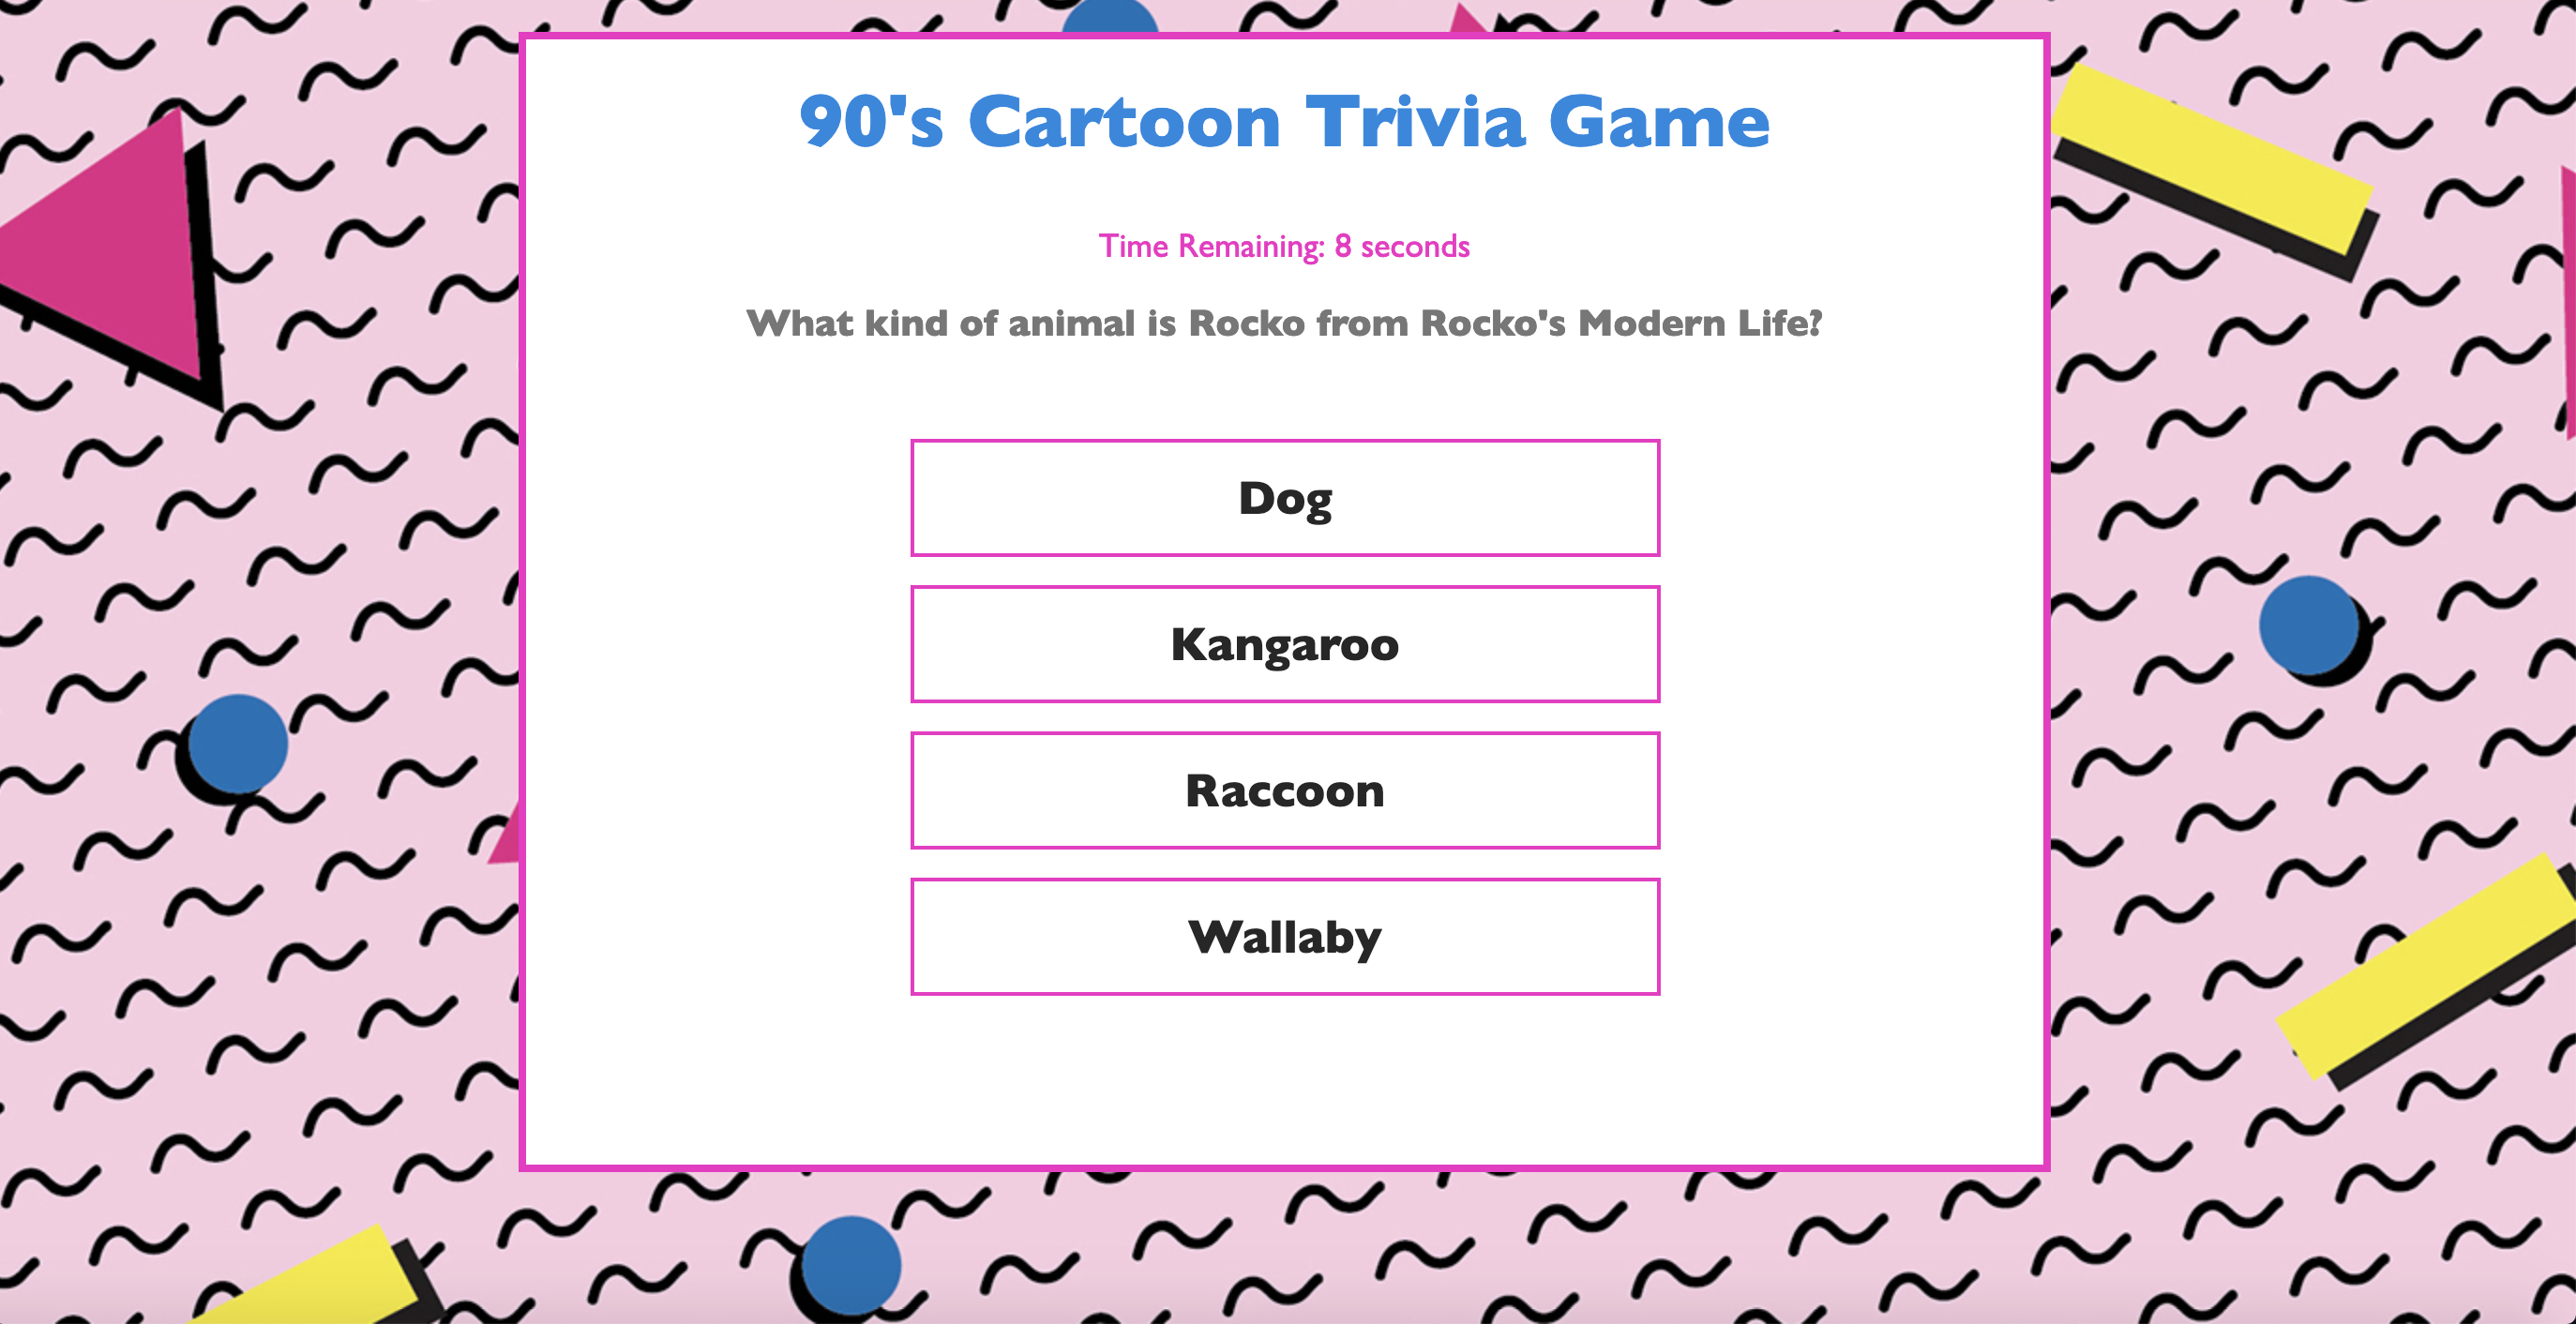 90's Cartoon Trivia Game
Time Remaining: 8 seconds
What kind of animal is Rocko from Rocko's Modern Life?
Dog
Kangaroo
Raccoon
Wallaby